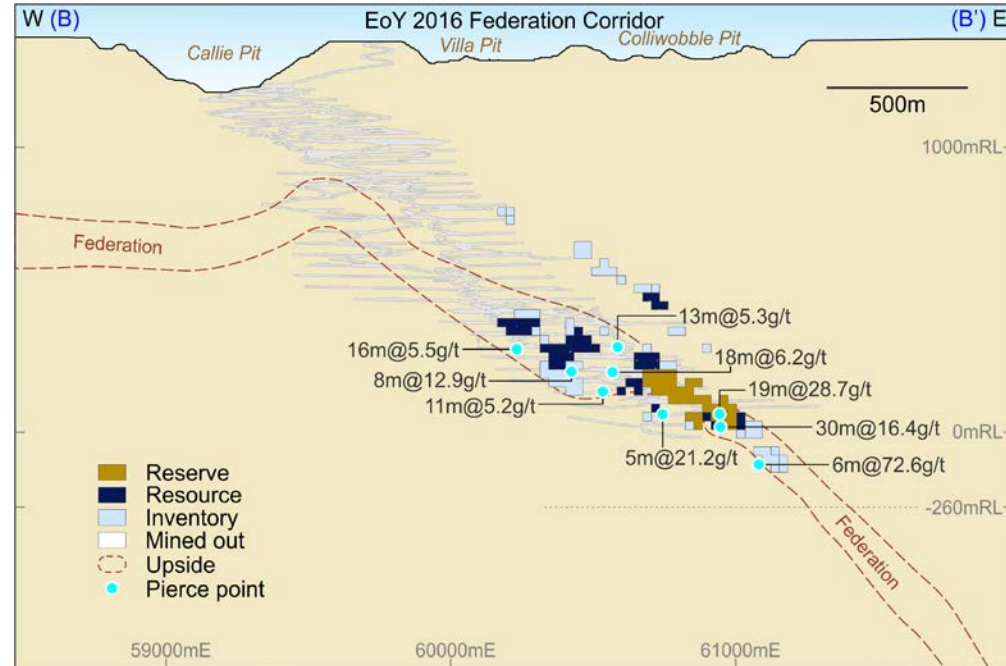 W (B) EoY 2016 Federation Corridor (B') E
Callie Pit Villa Pit Colliwobble Pit
500m
1000mRL
Federation
13m@5.3g/t
16m@5.5g/t
18m@6.2g/t
8m@12.9g/t
19m@28.7g/t
11m@5.2g/t
30m@16.4g/t
0mRL
5m@21.2g/t
6m@72.6g/t
Reserve
Resource
Inventory
-260mRL
Mined out
Upside
Federation
Pierce point
59000mE 60000mE 61000mE